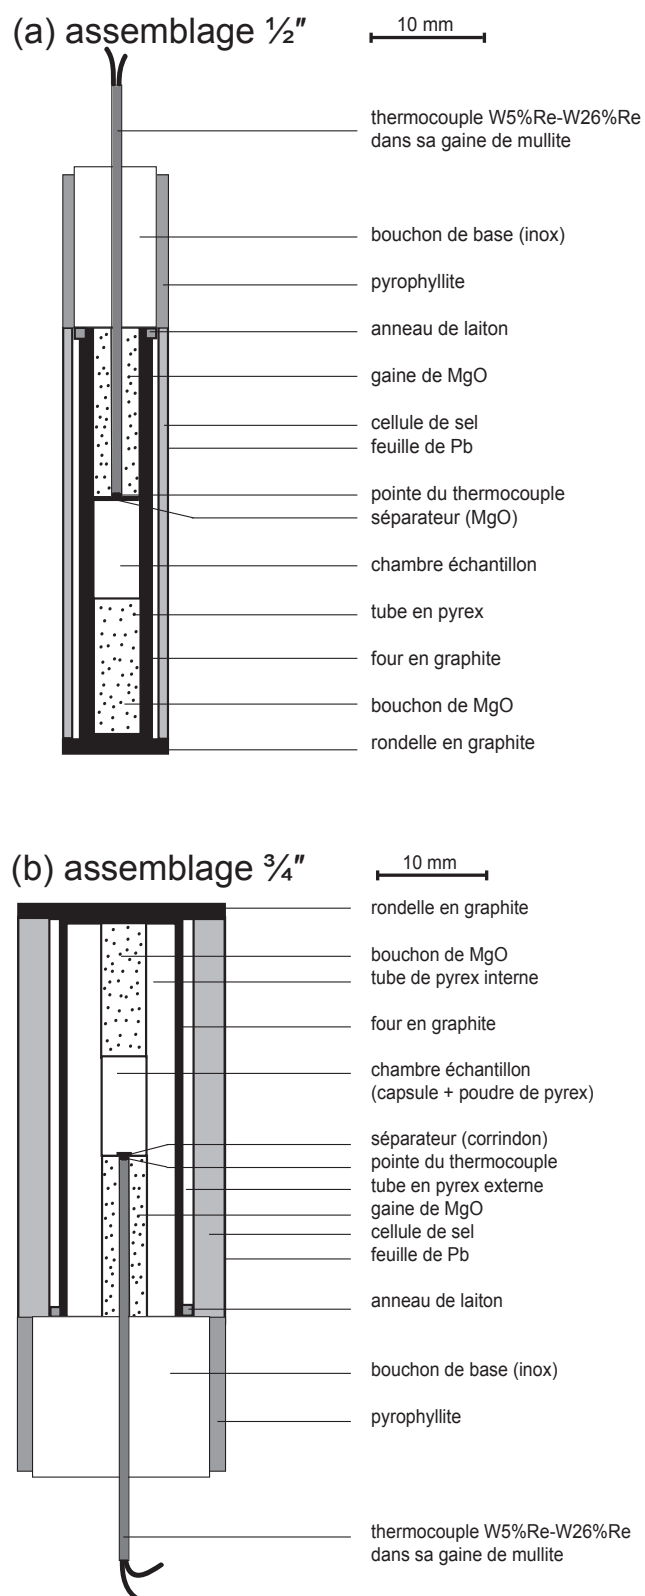 (a) assemblage ½″
10 mm
thermocouple W5%Re-W26%Re
dans sa gaine de mullite
bouchon de base (inox)
pyrophyllite
anneau de laiton
gaine de MgO
cellule de sel
feuille de Pb
pointe du thermocouple
séparateur (MgO)
chambre échantillon
tube en pyrex
four en graphite
bouchon de MgO
rondelle en graphite
(b) assemblage ¾″
10 mm
rondelle en graphite
bouchon de MgO
tube de pyrex interne
four en graphite
chambre échantillon
(capsule + poudre de pyrex)
séparateur (corrindon)
pointe du thermocouple
tube en pyrex externe
gaine de MgO
cellule de sel
feuille de Pb
anneau de laiton
bouchon de base (inox)
pyrophyllite
thermocouple W5%Re-W26%Re
dans sa gaine de mullite